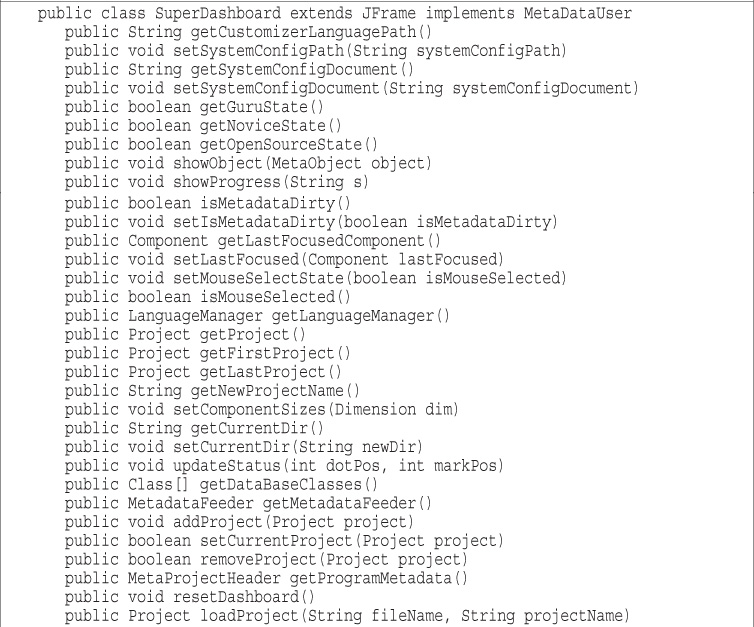 public class SuperDashboard extends JFrame implements MetaDataUser
public String getCustomizerLanguagePath()
public void setSystemConfigPath(String systemConfigPath)
public String getSystemConfigDocument()
public void setSystemConfigDocument(String systemConfigDocument)
public boolean getGuruState()
public boolean getNoviceState()
public boolean getOpenSourceState()
public void showObject(MetaObject object)
public void showProgress(String s)
public boolean isMetadataDirty()
public void setIsMetadataDirty(boolean isMetadataDirty)
public Component getLastFocusedComponent()
public void setLastFocused(Component lastFocused)
public void setMouseSelectState(boolean isMouseSelected)
public boolean isMouseSelected()
public LanguageManager getLanguageManager()
public Project getProject()
public Project getFirstProject()
public Project getLastProject()
public String getNewProjectName()
public void setComponentSizes(Dimension dim)
public String getCurrentDir()
public void setCurrentDir(String newDir)
public void updateStatus(int dotPos, int markPos)
public Class[] getDataBaseClasses()
public MetadataFeeder getMetadataFeeder()
public void addProject(Project project)
public boolean setCurrentProject(Project project)
public boolean removeProject(Project project)
public MetaProjectHeader getProgramMetadata()
public void resetDashboard()
public Project loadProject(String fileName, String projectName)